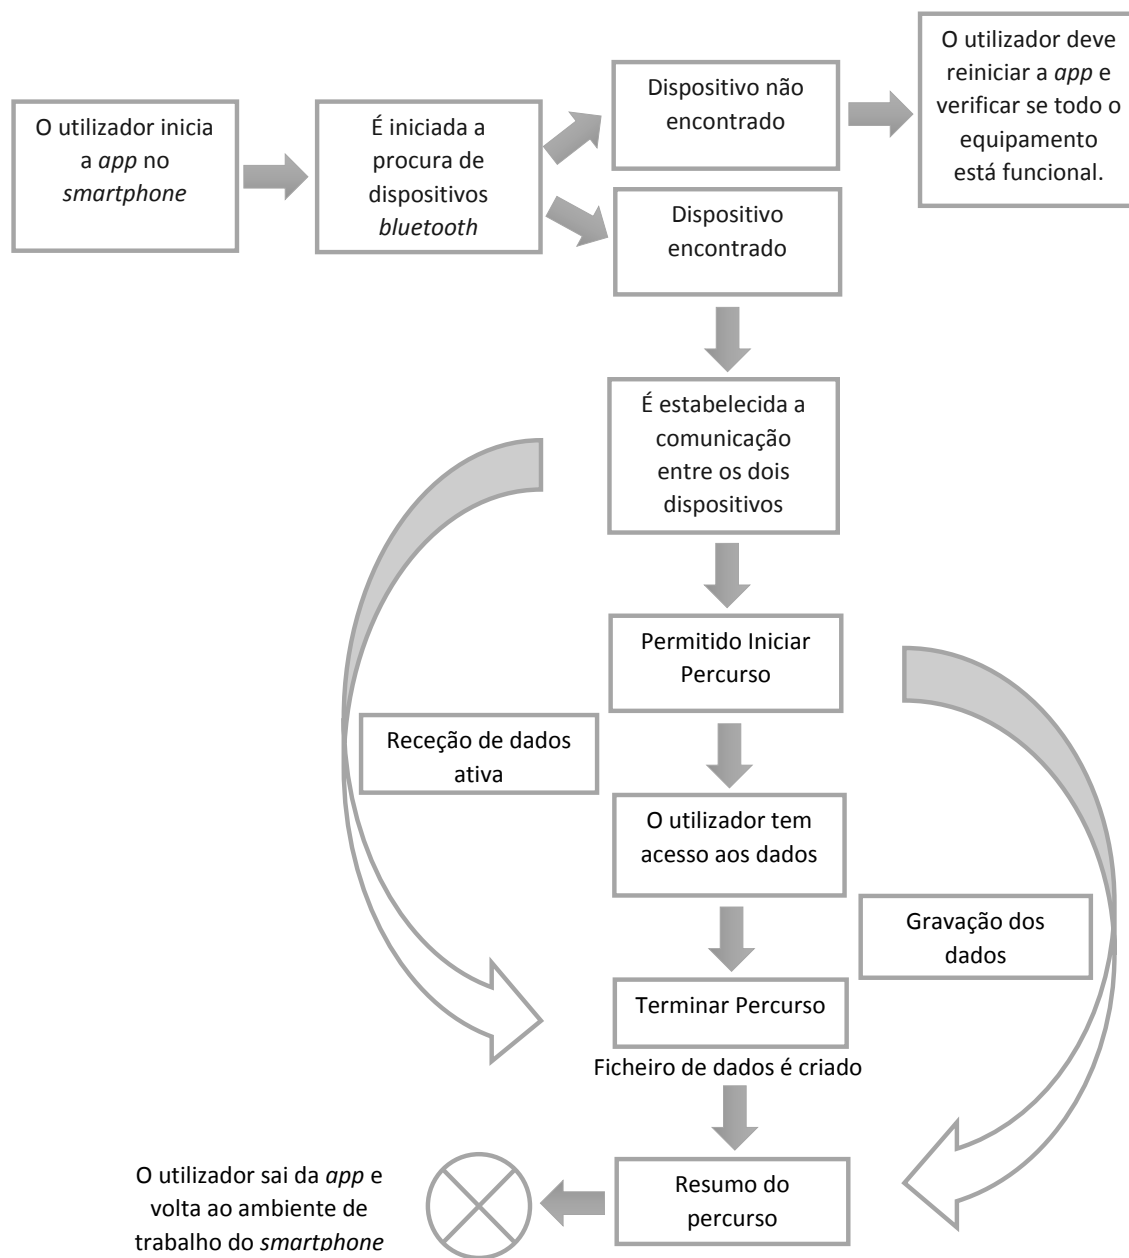 O utilizador inicia
a app no
smartphone
É iniciada a
procura de
dispositivos
bluetooth
Dispositivo não
encontrado
O utilizador deve
reiniciar a app e
verificar se todo o
equipamento
está funcional.
Dispositivo
encontrado
É estabelecida a
comunicação
entre os dois
dispositivos
Permitido Iniciar
Percurso
Receção de dados
ativa
O utilizador tem
acesso aos dados
Gravação dos
dados
Terminar Percurso
Ficheiro de dados é criado
Resumo do
percurso
O utilizador sai da app e
volta ao ambiente de
trabalho do smartphone